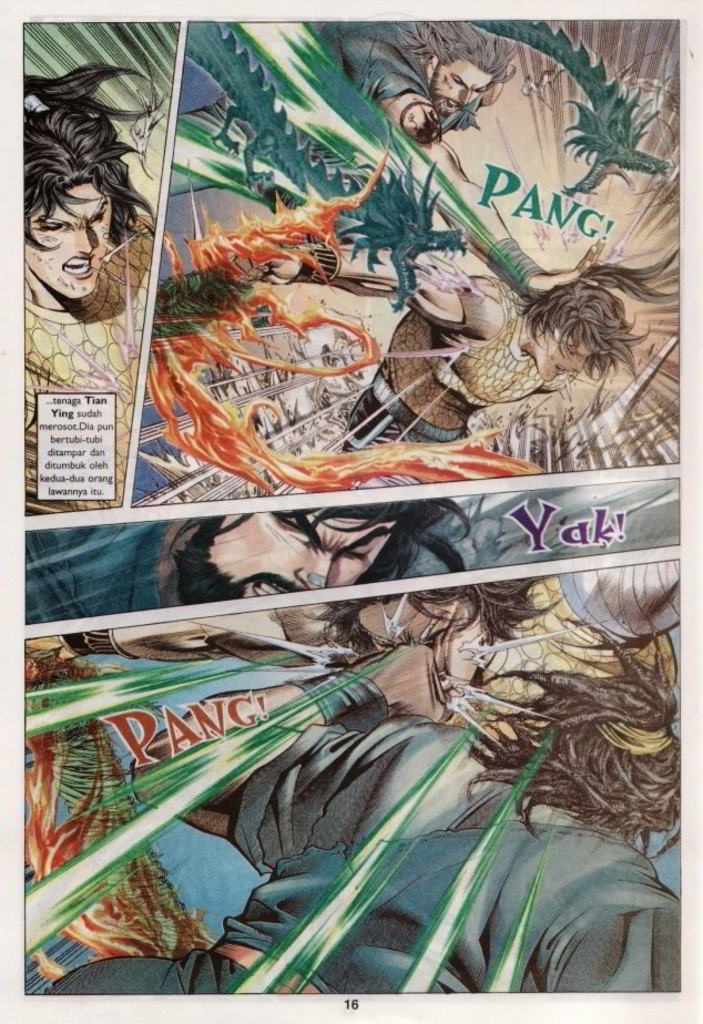 ...tenaga Tian
Ying sudah
merosot.Dia pun
bertubi-tubi
ditampar dan
ditumbuk oleh
kedua-dua orang
lawannya itu.
PANG!
Yak!
PANG!
16